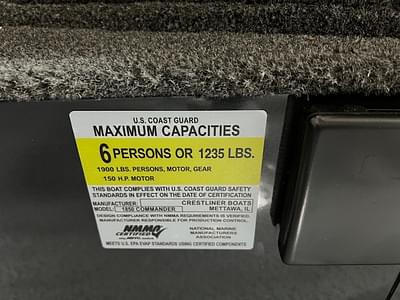 U.S. COAST GUARD
MAXIMUM CAPACITIES
6 PERSONS OR 1235 LBS.
1900 LBS. PERSONS, MOTOR, GEAR
150 H.P. MOTOR
THIS BOAT COMPLIES WITH U.S. COAST GUARD SAFETY
STANDARDS IN EFFECT ON THE DATE OF CERTIFICATION
MANUFACTURER: CRESTLINER BOATS
MODEL: 1850 COMMANDER METTAWA, IL
DESIGN COMPLIANCE WITH NMMA REQUIREMENTS IS VERIFIED.
MANUFACTURER RESPONSIBLE FOR PRODUCTION CONTROL.
NMMA
CERTIFIED
NATIONAL MARINE
MANUFACTURERS
ASSOCIATION
MEETS U.S. EPA EVAP STANDARDS USING CERTIFIED COMPONENTS